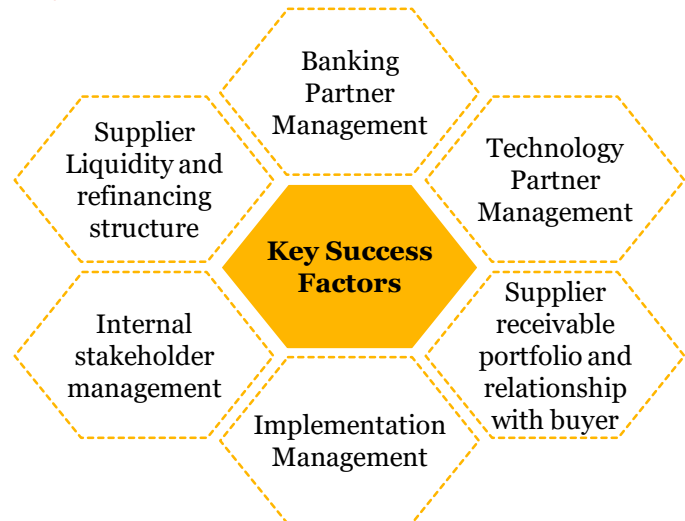 Banking
Partner
Management
Supplier
Liquidity and
refinancing
structure
Technology
Partner
Management
Key Success
Factors
Internal
stakeholder
management
Supplier
receivable
portfolio and
relationship
with buyer
Implementation
Management